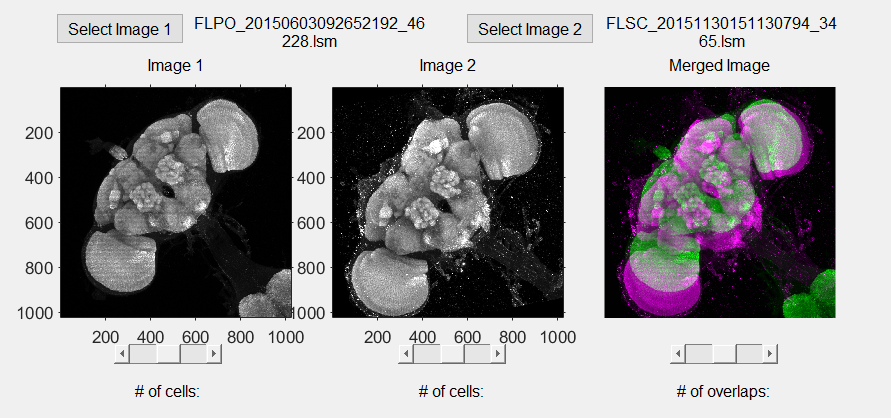 Select Image 1
FLPO_20150603092652192_46
228.lsm
Select Image 2
FLSC_20151130151130794_34
65.lsm
Image 1
Image 2
Merged Image
200
400
600
800
1000
200 400 600 800 1000
200
400
600
800
1000
200 400 600 800 1000
# of cells:
# of cells:
# of overlaps: